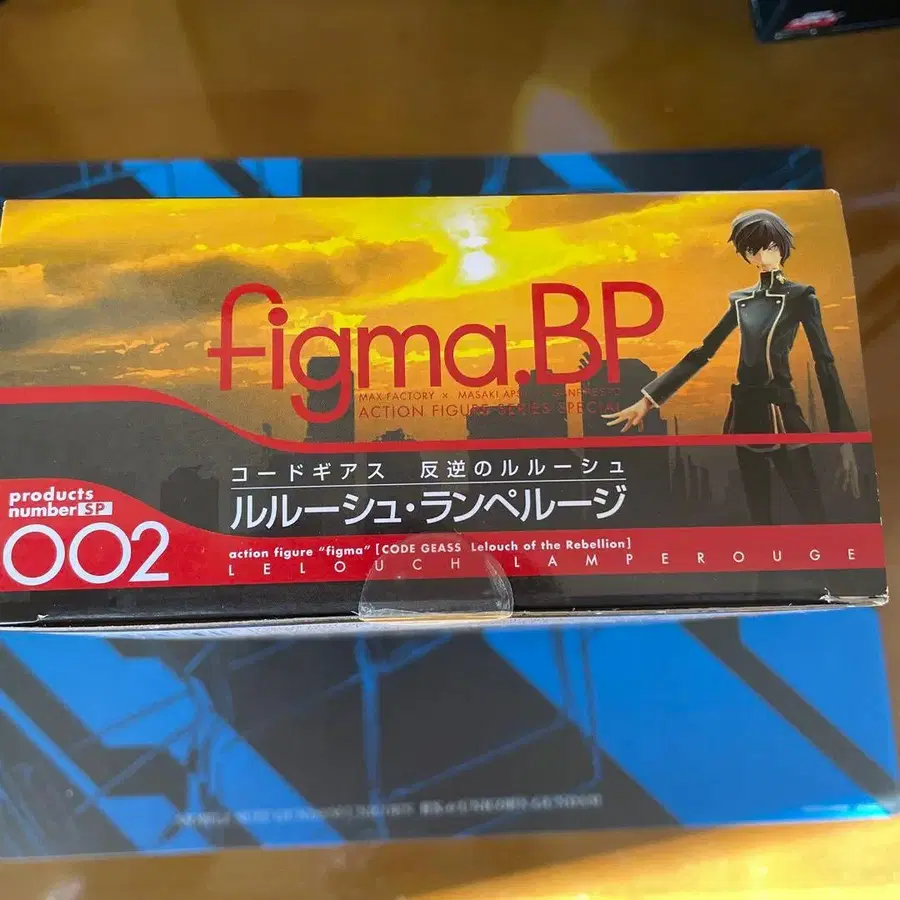 figma.BP
MAX FACTORY × MASAKI APS
ACTION FIGURE SERIES SPECIAL
コードギアス 反逆のルルーシュ
ルルーシュ・ランペルージ
products
number SP
002
action figure "figma" [CODE GEASS Lelouch of the Rebellion]
LELOUCH LAMPEROUGE